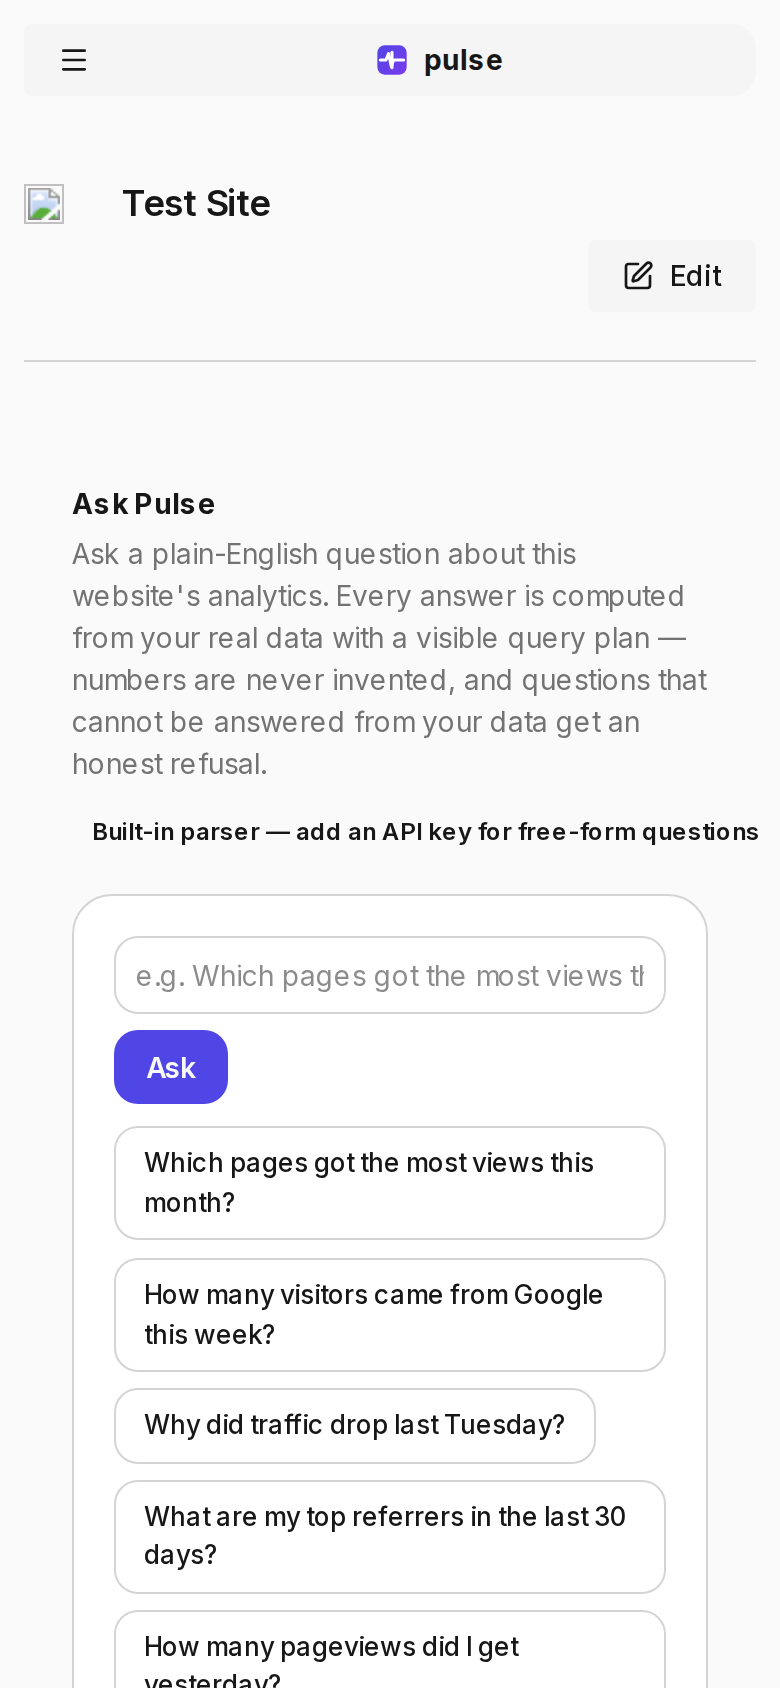 pulse
Test Site
Edit
Ask Pulse
Ask a plain-English question about this
website's analytics. Every answer is computed
from your real data with a visible query plan —
numbers are never invented, and questions that
cannot be answered from your data get an
honest refusal.
Built-in parser — add an API key for free-form questions
e.g. Which pages got the most views th
Ask
Which pages got the most views this
month?
How many visitors came from Google
this week?
Why did traffic drop last Tuesday?
What are my top referrers in the last 30
days?
How many pageviews did I get
yesterday?